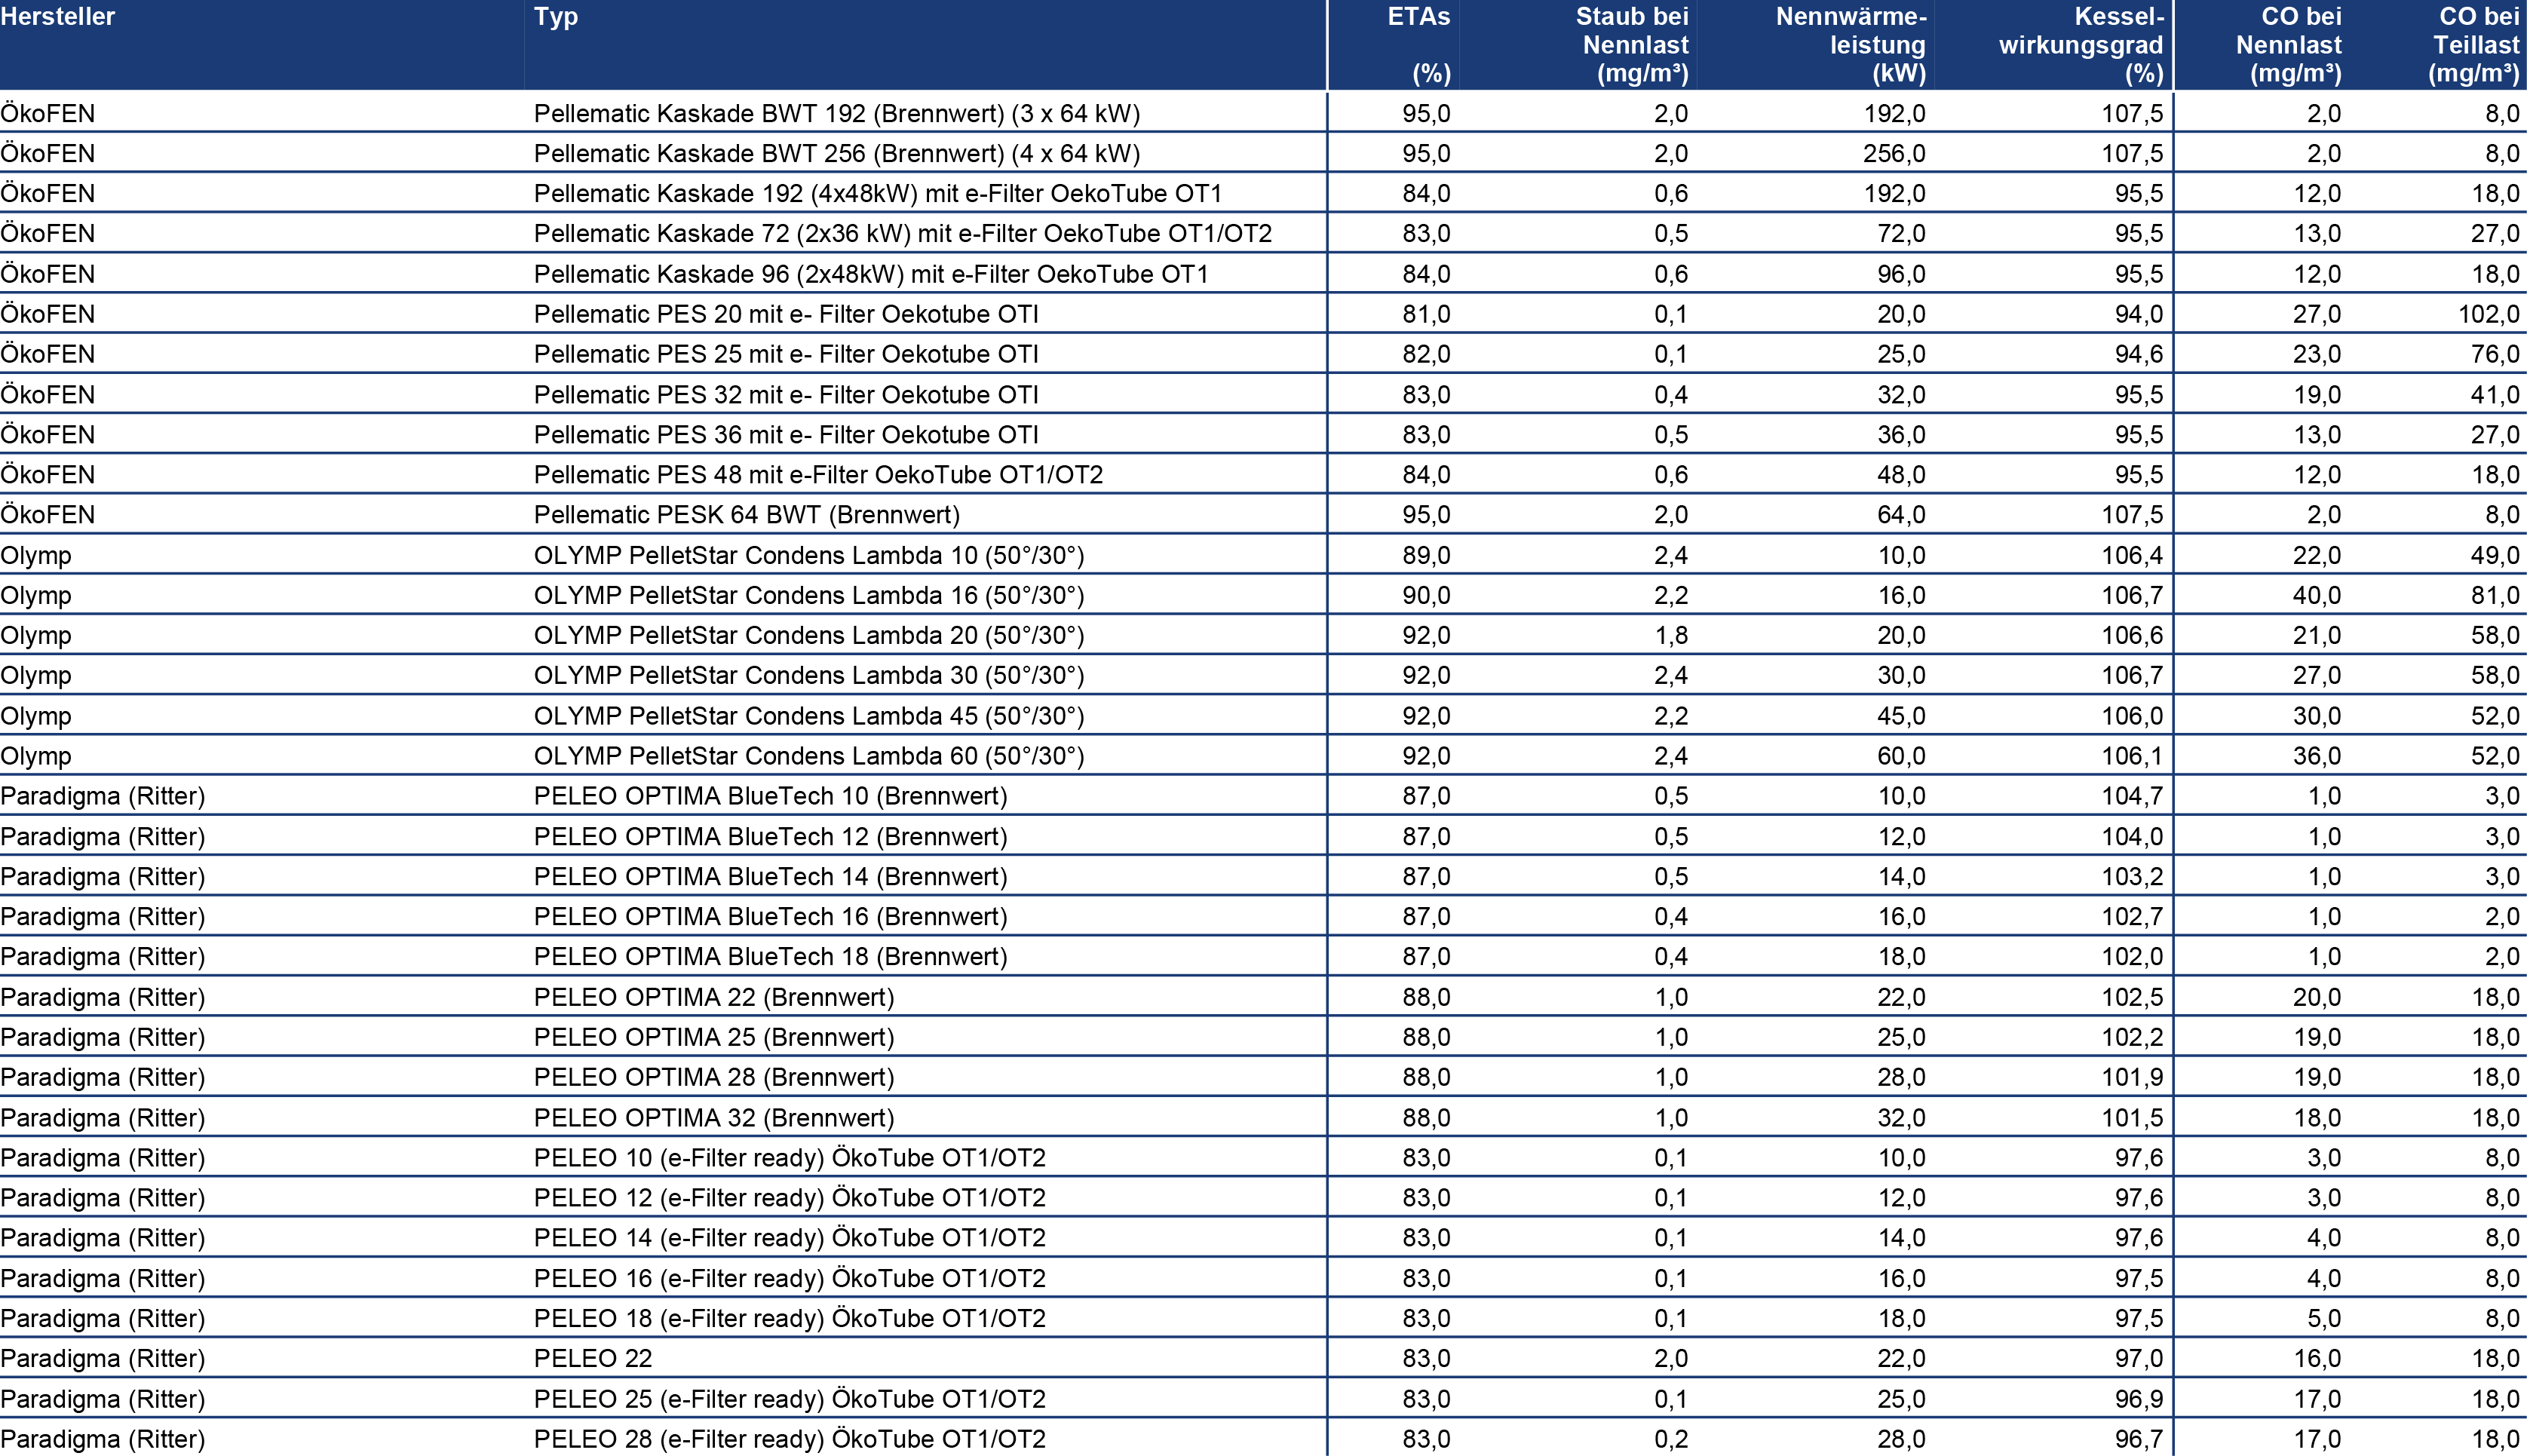 Hersteller Typ ETAs (%) Staub bei Nennlast (mg/m³) Nennwärme- leistung (kW) Kessel- wirkungsgrad (%) CO bei Nennlast (mg/m³) CO bei Teillast (mg/m³)
ÖkoFEN Pellematic Kaskade BWT 192 (Brennwert) (3 x 64 kW) 95,0 2,0 192,0 107,5 2,0 8,0
ÖkoFEN Pellematic Kaskade BWT 256 (Brennwert) (4 x 64 kW) 95,0 2,0 256,0 107,5 2,0 8,0
ÖkoFEN Pellematic Kaskade 192 (4x48kW) mit e-Filter OekoTube OT1 84,0 0,6 192,0 95,5 12,0 18,0
ÖkoFEN Pellematic Kaskade 72 (2x36 kW) mit e-Filter OekoTube OT1/OT2 83,0 0,5 72,0 95,5 13,0 27,0
ÖkoFEN Pellematic Kaskade 96 (2x48kW) mit e-Filter OekoTube OT1 84,0 0,6 96,0 95,5 12,0 18,0
ÖkoFEN Pellematic PES 20 mit e- Filter Oekotube OTI 81,0 0,1 20,0 94,0 27,0 102,0
ÖkoFEN Pellematic PES 25 mit e- Filter Oekotube OTI 82,0 0,1 25,0 94,6 23,0 76,0
ÖkoFEN Pellematic PES 32 mit e- Filter Oekotube OTI 83,0 0,4 32,0 95,5 19,0 41,0
ÖkoFEN Pellematic PES 36 mit e- Filter Oekotube OTI 83,0 0,5 36,0 95,5 13,0 27,0
ÖkoFEN Pellematic PES 48 mit e-Filter OekoTube OT1/OT2 84,0 0,6 48,0 95,5 12,0 18,0
ÖkoFEN Pellematic PESK 64 BWT (Brennwert) 95,0 2,0 64,0 107,5 2,0 8,0
Olymp OLYMP PelletStar Condens Lambda 10 (50°/30°) 89,0 2,4 10,0 106,4 22,0 49,0
Olymp OLYMP PelletStar Condens Lambda 16 (50°/30°) 90,0 2,2 16,0 106,7 40,0 81,0
Olymp OLYMP PelletStar Condens Lambda 20 (50°/30°) 92,0 1,8 20,0 106,6 21,0 58,0
Olymp OLYMP PelletStar Condens Lambda 30 (50°/30°) 92,0 2,4 30,0 106,7 27,0 58,0
Olymp OLYMP PelletStar Condens Lambda 45 (50°/30°) 92,0 2,2 45,0 106,0 30,0 52,0
Olymp OLYMP PelletStar Condens Lambda 60 (50°/30°) 92,0 2,4 60,0 106,1 36,0 52,0
Paradigma (Ritter) PELEO OPTIMA BlueTech 10 (Brennwert) 87,0 0,5 10,0 104,7 1,0 3,0
Paradigma (Ritter) PELEO OPTIMA BlueTech 12 (Brennwert) 87,0 0,5 12,0 104,0 1,0 3,0
Paradigma (Ritter) PELEO OPTIMA BlueTech 14 (Brennwert) 87,0 0,5 14,0 103,2 1,0 3,0
Paradigma (Ritter) PELEO OPTIMA BlueTech 16 (Brennwert) 87,0 0,4 16,0 102,7 1,0 2,0
Paradigma (Ritter) PELEO OPTIMA BlueTech 18 (Brennwert) 87,0 0,4 18,0 102,0 1,0 2,0
Paradigma (Ritter) PELEO OPTIMA 22 (Brennwert) 88,0 1,0 22,0 102,5 20,0 18,0
Paradigma (Ritter) PELEO OPTIMA 25 (Brennwert) 88,0 1,0 25,0 102,2 19,0 18,0
Paradigma (Ritter) PELEO OPTIMA 28 (Brennwert) 88,0 1,0 28,0 101,9 19,0 18,0
Paradigma (Ritter) PELEO OPTIMA 32 (Brennwert) 88,0 1,0 32,0 101,5 18,0 18,0
Paradigma (Ritter) PELEO 10 (e-Filter ready) ÖkoTube OT1/OT2 83,0 0,1 10,0 97,6 3,0 8,0
Paradigma (Ritter) PELEO 12 (e-Filter ready) ÖkoTube OT1/OT2 83,0 0,1 12,0 97,6 3,0 8,0
Paradigma (Ritter) PELEO 14 (e-Filter ready) ÖkoTube OT1/OT2 83,0 0,1 14,0 97,6 4,0 8,0
Paradigma (Ritter) PELEO 16 (e-Filter ready) ÖkoTube OT1/OT2 83,0 0,1 16,0 97,5 4,0 8,0
Paradigma (Ritter) PELEO 18 (e-Filter ready) ÖkoTube OT1/OT2 83,0 0,1 18,0 97,5 5,0 8,0
Paradigma (Ritter) PELEO 22 83,0 2,0 22,0 97,0 16,0 18,0
Paradigma (Ritter) PELEO 25 (e-Filter ready) ÖkoTube OT1/OT2 83,0 0,1 25,0 96,9 17,0 18,0
Paradigma (Ritter) PELEO 28 (e-Filter ready) ÖkoTube OT1/OT2 83,0 0,2 28,0 96,7 17,0 18,0